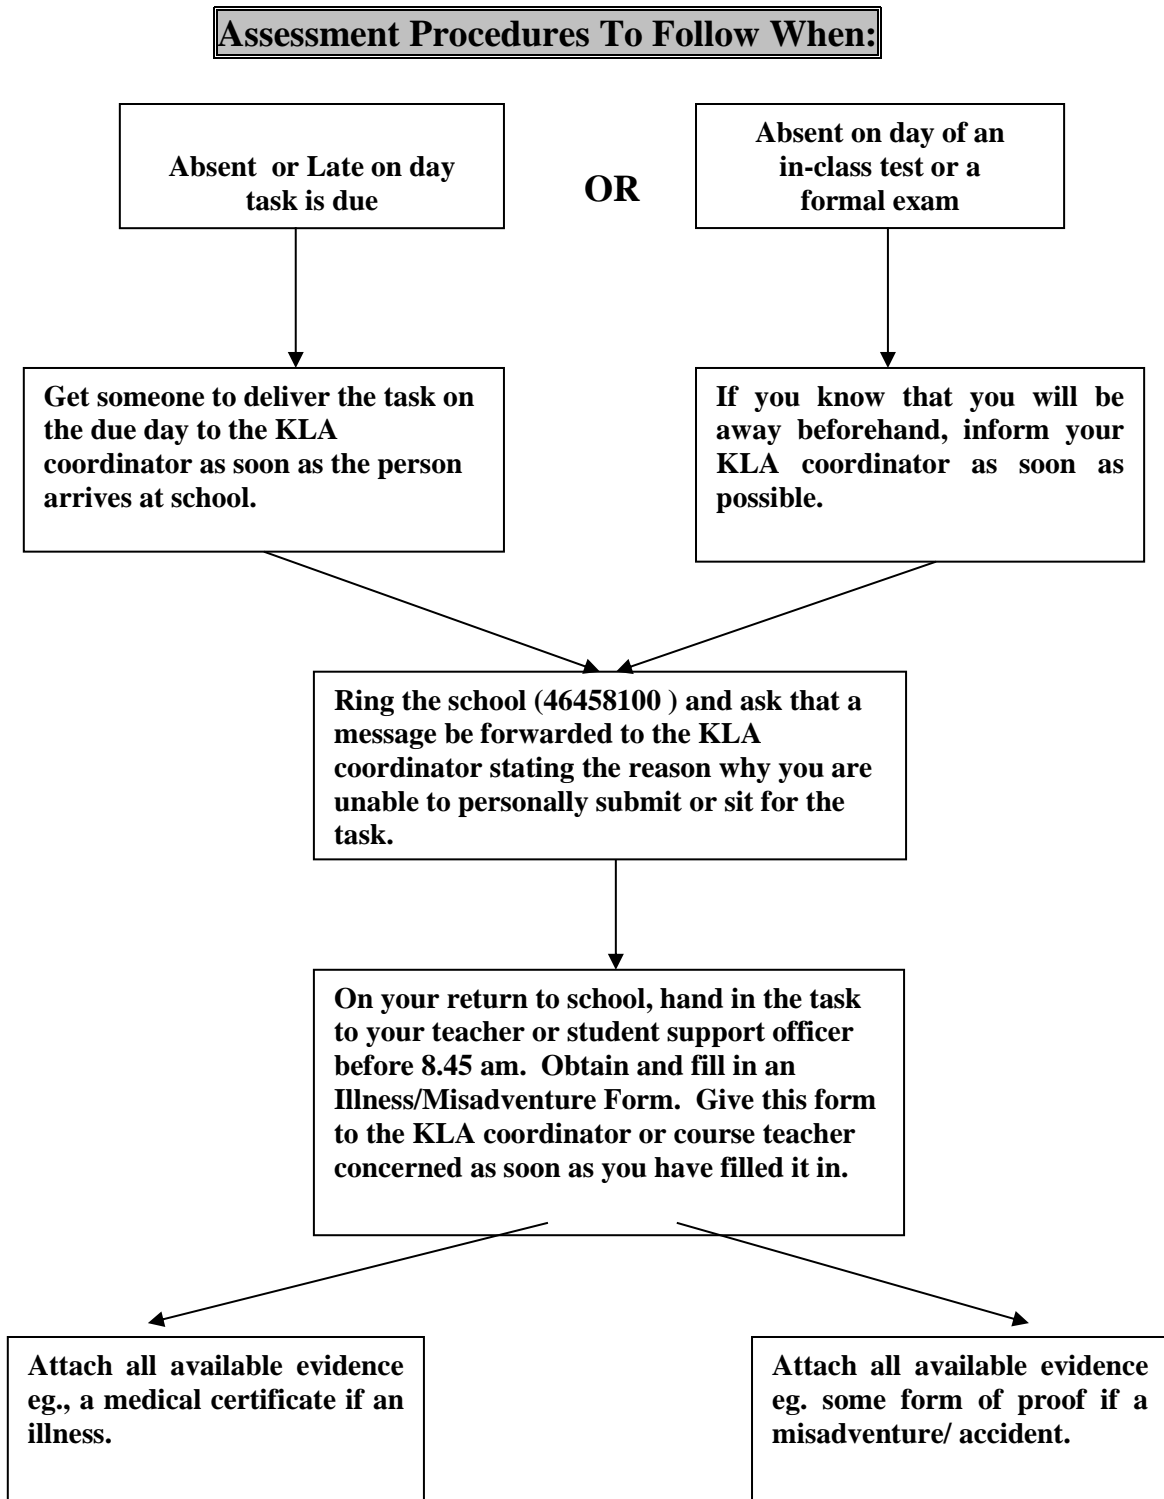 Assessment Procedures To Follow When:
Absent or Late on day
task is due
OR
Absent on day of an
in-class test or a
formal exam
Get someone to deliver the task on
the due day to the KLA
coordinator as soon as the person
arrives at school.
If you know that you will be
away beforehand, inform your
KLA coordinator as soon as
possible.
Ring the school (46458100 ) and ask that a
message be forwarded to the KLA
coordinator stating the reason why you are
unable to personally submit or sit for the
task.
On your return to school, hand in the task
to your teacher or student support officer
before 8.45 am. Obtain and fill in an
Illness/Misadventure Form. Give this form
to the KLA coordinator or course teacher
concerned as soon as you have filled it in.
Attach all available evidence
eg., a medical certificate if an
illness.
Attach all available evidence
eg. some form of proof if a
misadventure/ accident.